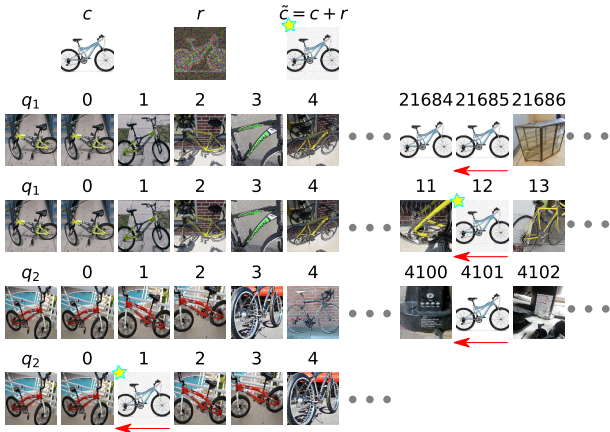 c r c̃ = c + r
q₁ 0 1 2 3 4 21684 21685 21686
q₁ 0 1 2 3 4 11 12 13
q₂ 0 1 2 3 4 4100 4101 4102
q₂ 0 1 2 3 4